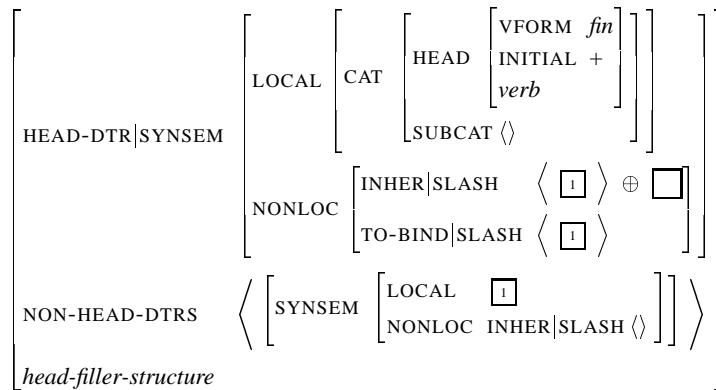 VFORM fin
HEAD INITIAL +
LOCAL CAT verb
HEAD-DTR|SYNSEM SUBCAT ⟨⟩
INHER|SLASH ⟨ 1 ⟩ ⊕
NONLOC
TO-BIND|SLASH ⟨ 1 ⟩
LOCAL 1
NON-HEAD-DTRS ⟨ [SYNSEM
NONLOC INHER|SLASH ⟨⟩ ] ] ⟩
head-filler-structure